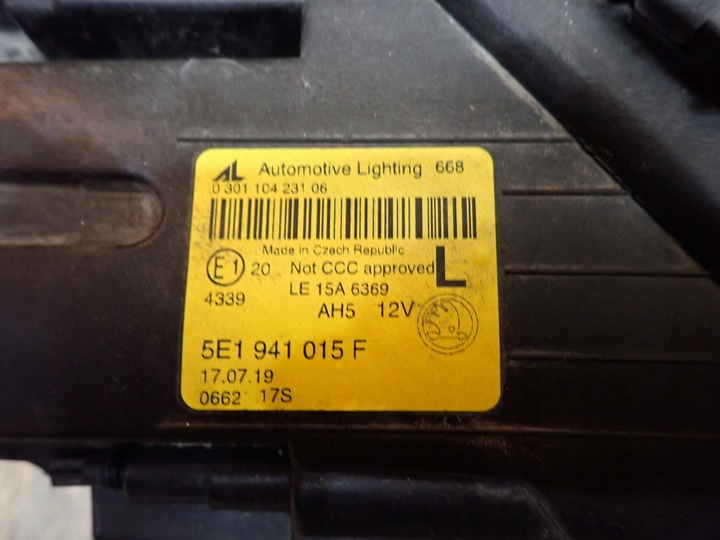 AL Automotive Lighting 668
0 301 104 231 06
Made in Czech Republic
E1 20 Not CCC approved L
4339 LE 15A 6369
AH5 12V
5E1 941 015 F
17.07.19
0662 17S